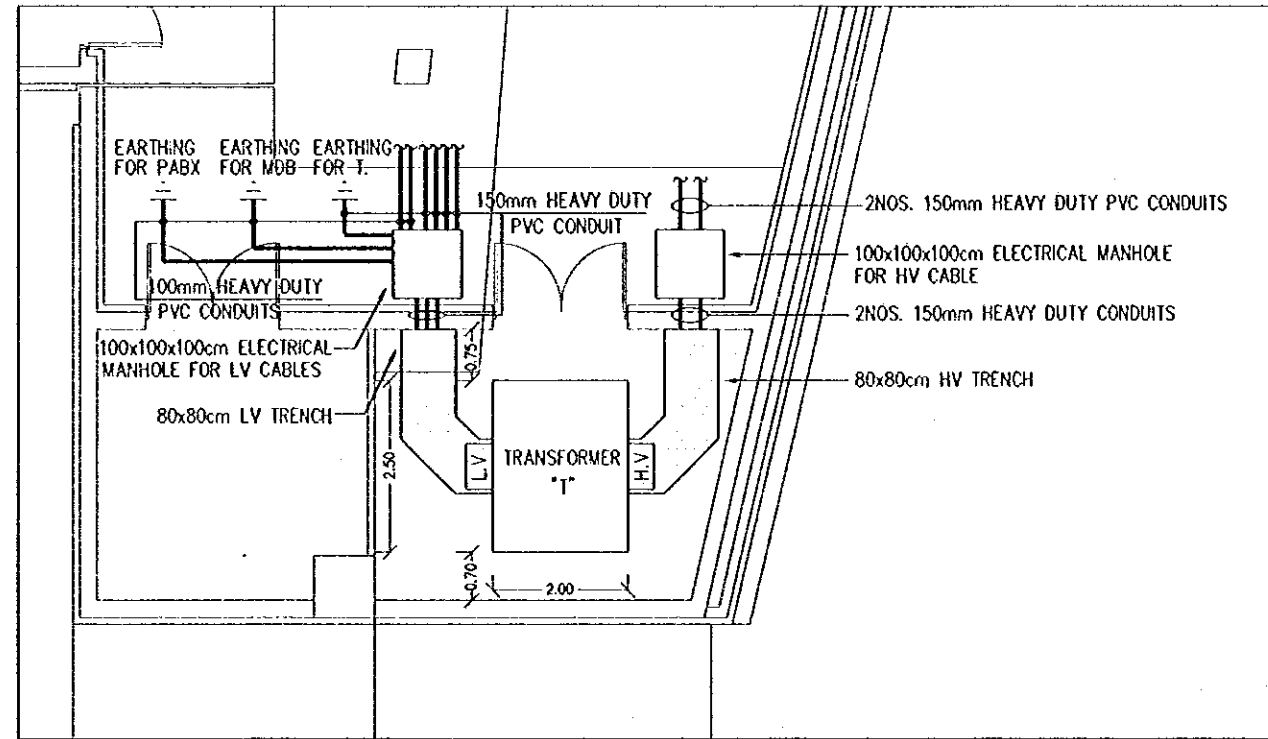 EARTHING
FOR PABX
EARTHING
FOR MDB
EARTHING
FOR T.
150mm HEAVY DUTY
PVC CONDUIT
2NOS. 150mm HEAVY DUTY PVC CONDUITS
100x100x100cm ELECTRICAL MANHOLE
FOR HV CABLE
100mm HEAVY DUTY
PVC CONDUITS
2NOS. 150mm HEAVY DUTY CONDUITS
100x100x100cm ELECTRICAL
MANHOLE FOR LV CABLES
0.75
80x80cm HV TRENCH
80x80cm LV TRENCH
2.50
L.V
TRANSFORMER
"T"
H.V
0.70
2.00